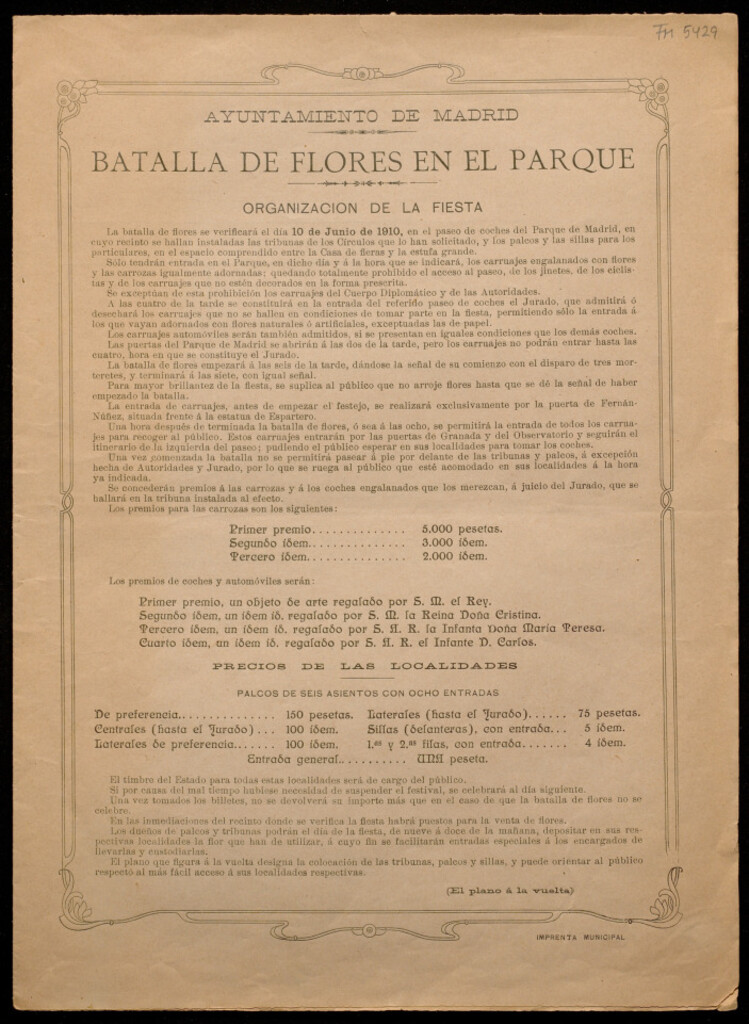 Fm 5429
AYUNTAMIENTO DE MADRID
BATALLA DE FLORES EN EL PARQUE
ORGANIZACION DE LA FIESTA
La batalla de flores se verificará el día 10 de Junio de 1910, en el paseo de coches del Parque de Madrid, en
cuyo recinto se hallan instaladas las tribunas de los Círculos que lo han solicitado, y los palcos y las sillas para los
particulares, en el espacio comprendido entre la Casa de fieras y la estufa grande.
Sólo tendrán entrada en el Parque, en dicho día y á la hora que se indicará, los carruajes engalanados con flores
y las carrozas igualmente adornadas; quedando totalmente prohibido el acceso al paseo, de los jinetes, de los ciclis-
tas y de los carruajes que no estén decorados en la forma prescrita.
Se exceptúan de esta prohibición los carruajes del Cuerpo Diplomático y de las Autoridades.
A las cuatro de la tarde se constituirá en la entrada del referido paseo de coches el Jurado, que admitirá ó
desechará los carruajes que no se hallen en condiciones de tomar parte en la fiesta, permitiendo sólo la entrada á
los que vayan adornados con flores naturales ó artificiales, exceptuadas las de papel.
Los carruajes automóviles serán también admitidos, si se presentan en iguales condiciones que los demás coches.
Las puertas del Parque de Madrid se abrirán á las dos de la tarde, pero los carruajes no podrán entrar hasta las
cuatro, hora en que se constituye el Jurado.
La batalla de flores empezará á las seis de la tarde, dándose la señal de su comienzo con el disparo de tres mor-
teretes, y terminará á las siete, con igual señal.
Para mayor brillantez de la fiesta, se suplica al público que no arroje flores hasta que se dé la señal de haber
empezado la batalla.
La entrada de carruajes, antes de empezar el festejo, se realizará exclusivamente por la puerta de Fernán-
Núñez, situada frente á la estatua de Espartero.
Una hora después de terminada la batalla de flores, ó sea á las ocho, se permitirá la entrada de todos los carrua-
jes para recoger al público. Estos carruajes entrarán por las puertas de Granada y del Observatorio y seguirán el
itinerario de la izquierda del paseo; pudiendo el público esperar en sus localidades para tomar los coches.
Una vez comenzada la batalla no se permitirá pasear á pie por delante de las tribunas y palcos, á excepción
hecha de Autoridades y Jurado, por lo que se ruega al público que esté acomodado en sus localidades á la hora
ya indicada.
Se concederán premios á las carrozas y á los coches engalanados que los merezcan, á juicio del Jurado, que se
hallará en la tribuna instalada al efecto.
Los premios para las carrozas son los siguientes:
Primer premio.............. 5.000 pesetas.
Segundo ídem.............. 3.000 ídem.
Tercero ídem.............. 2.000 ídem.
Los premios de coches y automóviles serán:
Primer premio, un objeto de arte regalado por S. M. el Rey.
Segundo ídem, un ídem íd. regalado por S. M. la Reina Doña Cristina.
Tercero ídem, un ídem íd. regalado por S. A. R. la Infanta Doña María Teresa.
Cuarto ídem, un ídem íd. regalado por S. A. R. el Infante D. Carlos.
PRECIOS DE LAS LOCALIDADES
PALCOS DE SEIS ASIENTOS CON OCHO ENTRADAS
De preferencia.............. 150 pesetas. Laterales (hasta el Jurado)...... 75 pesetas.
Centrales (hasta el Jurado)... 100 ídem. Sillas (delanteras), con entrada... 5 ídem.
Laterales de preferencia...... 100 ídem. 1.as y 2.as filas, con entrada....... 4 ídem.
Entrada general.......... UNA peseta.
El timbre del Estado para todas estas localidades será de cargo del público.
Si por causa del mal tiempo hubiese necesidad de suspender el festival, se celebrará al día siguiente.
Una vez tomados los billetes, no se devolverá su importe más que en el caso de que la batalla de flores no se
celebre.
En las inmediaciones del recinto donde se verifica la fiesta habrá puestos para la venta de flores.
Los dueños de palcos y tribunas podrán el día de la fiesta, de nueve á doce de la mañana, depositar en sus res-
pectivas localidades la flor que han de utilizar, á cuyo fin se facilitarán entradas especiales á los encargados de
llevarlas y custodiarlas.
El plano que figura á la vuelta designa la colocación de las tribunas, palcos y sillas, y puede orientar al público
respecto al más fácil acceso á sus localidades respectivas.
(El plano á la vuelta)
IMPRENTA MUNICIPAL